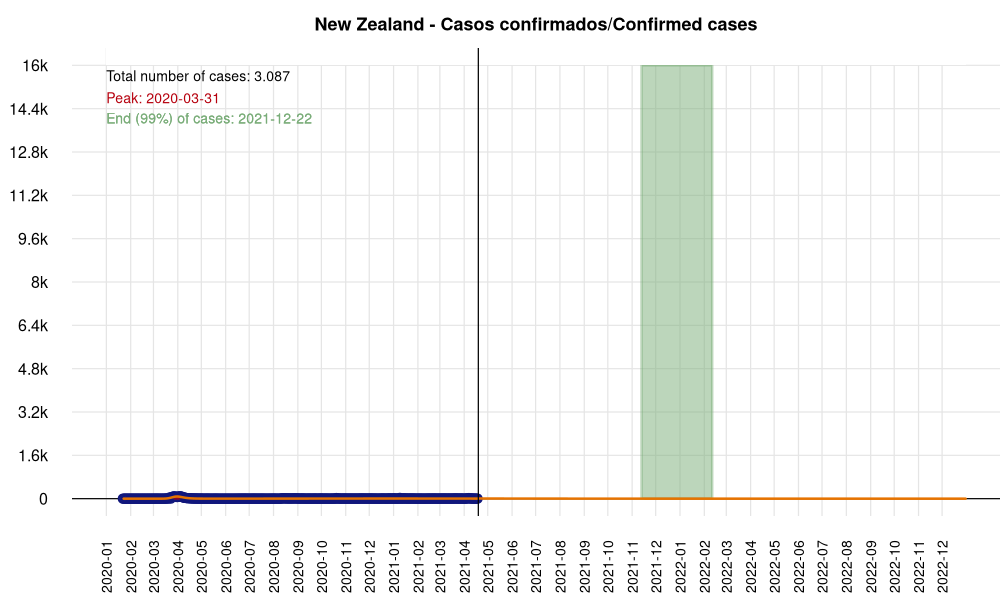 New Zealand - Casos confirmados/Confirmed cases
Total number of cases: 3.087
Peak: 2020-03-31
End (99%) of cases: 2021-12-22
16k
14.4k
12.8k
11.2k
9.6k
8k
6.4k
4.8k
3.2k
1.6k
0
2020-01
2020-02
2020-03
2020-04
2020-05
2020-06
2020-07
2020-08
2020-09
2020-10
2020-11
2020-12
2021-01
2021-02
2021-03
2021-04
2021-05
2021-06
2021-07
2021-08
2021-09
2021-10
2021-11
2021-12
2022-01
2022-02
2022-03
2022-04
2022-05
2022-06
2022-07
2022-08
2022-09
2022-10
2022-11
2022-12